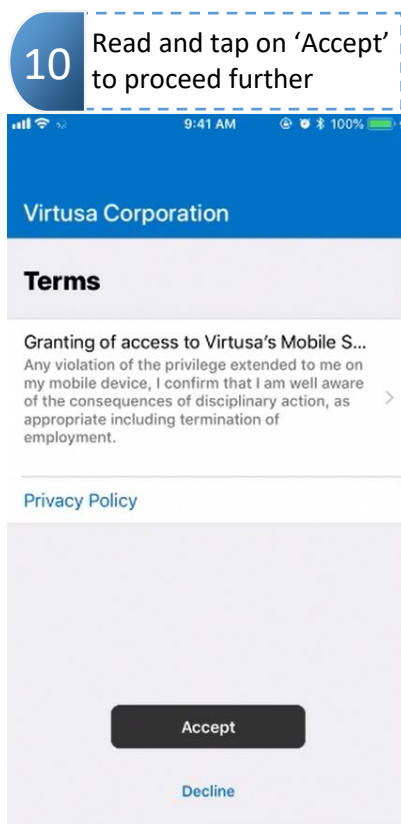 10
Read and tap on ‘Accept’
to proceed further
9:41 AM
100%
Virtusa Corporation
Terms
Granting of access to Virtusa’s Mobile S...
Any violation of the privilege extended to me on
my mobile device, I confirm that I am well aware
of the consequences of disciplinary action, as
appropriate including termination of
employment.
Privacy Policy
Accept
Decline